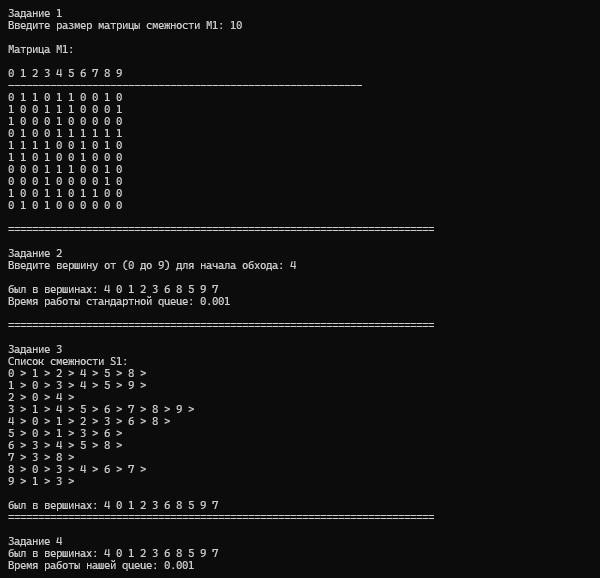 Задание 1
Введите размер матрицы смежности M1: 10
Матрица M1:
0 1 2 3 4 5 6 7 8 9
-----------------------------------------------------------
0 1 1 0 1 1 0 0 1 0
1 0 0 1 1 1 0 0 0 1
1 0 0 0 1 0 0 0 0 0
0 1 0 0 1 1 1 1 1 1
1 1 1 1 0 0 1 0 1 0
1 1 0 1 0 0 1 0 0 0
0 0 0 1 1 1 0 0 1 0
0 0 0 1 0 0 0 0 1 0
1 0 0 1 1 0 1 1 0 0
0 1 0 1 0 0 0 0 0 0
=======================================================================
Задание 2
Введите вершину от (0 до 9) для начала обхода: 4
был в вершинах: 4 0 1 2 3 6 8 5 9 7
Время работы стандартной queue: 0.001
=======================================================================
Задание 3
Список смежности S1:
0 > 1 > 2 > 4 > 5 > 8 >
1 > 0 > 3 > 4 > 5 > 9 >
2 > 0 > 4 >
3 > 1 > 4 > 5 > 6 > 7 > 8 > 9 >
4 > 0 > 1 > 2 > 3 > 6 > 8 >
5 > 0 > 1 > 3 > 6 >
6 > 3 > 4 > 5 > 8 >
7 > 3 > 8 >
8 > 0 > 3 > 4 > 6 > 7 >
9 > 1 > 3 >
был в вершинах: 4 0 1 2 3 6 8 5 9 7
=======================================================================
Задание 4
был в вершинах: 4 0 1 2 3 6 8 5 9 7
Время работы нашей queue: 0.001